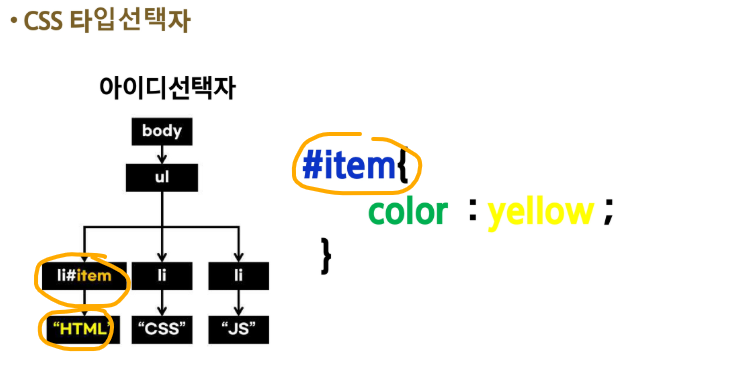 • CSS 타입선택자
아이디선택자
body
ul
li#item
li
li
“HTML”
“CSS”
“JS”
#item{
color : yellow ;
}